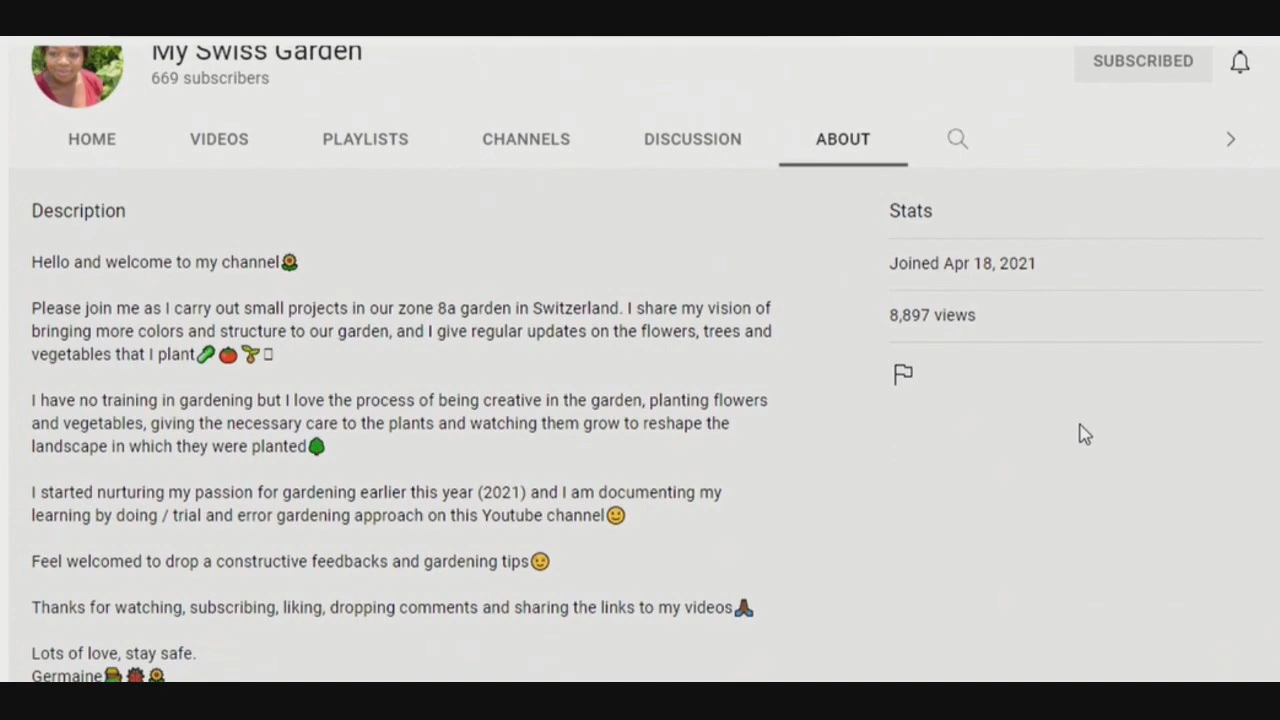 My Swiss Garden
669 subscribers
SUBSCRIBED
HOME VIDEOS PLAYLISTS CHANNELS DISCUSSION ABOUT
Description
Hello and welcome to my channel🌻
Please join me as I carry out small projects in our zone 8a garden in Switzerland. I share my vision of
bringing more colors and structure to our garden, and I give regular updates on the flowers, trees and
vegetables that I plant🥒🍅🌱▯
I have no training in gardening but I love the process of being creative in the garden, planting flowers
and vegetables, giving the necessary care to the plants and watching them grow to reshape the
landscape in which they were planted🌳
I started nurturing my passion for gardening earlier this year (2021) and I am documenting my
learning by doing / trial and error gardening approach on this Youtube channel🙂
Feel welcomed to drop a constructive feedbacks and gardening tips😉
Thanks for watching, subscribing, liking, dropping comments and sharing the links to my videos🙏🏾
Lots of love, stay safe.
Germaine
Stats
Joined Apr 18, 2021
8,897 views